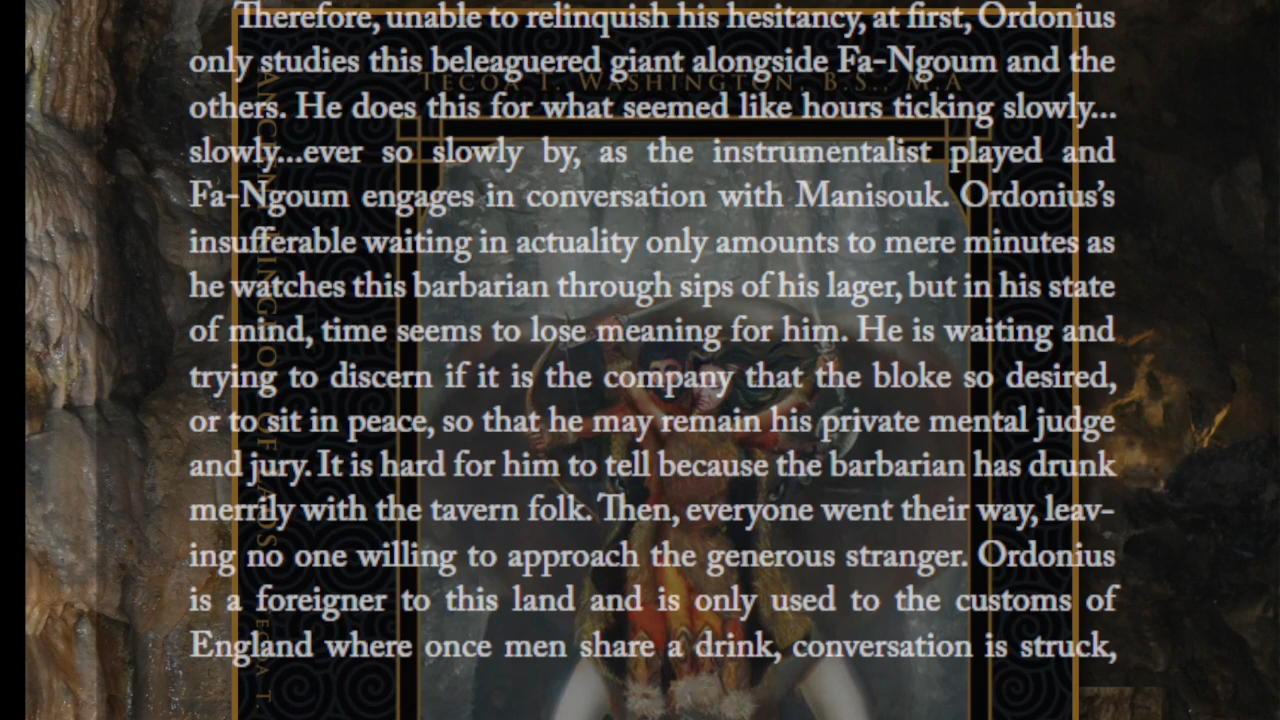 Therefore, unable to relinquish his hesitancy, at first, Ordonius
only studies this beleaguered giant alongside Fa-Ngoum and the
TECOA T. WASHINGTON, B.S., M.A
others. He does this for what seemed like hours ticking slowly...
slowly...ever so slowly by, as the instrumentalist played and
Fa-Ngoum engages in conversation with Manisouk. Ordonius's
insufferable waiting in actuality only amounts to mere minutes as
he watches this barbarian through sips of his lager, but in his state
of mind, time seems to lose meaning for him. He is waiting and
trying to discern if it is the company that the bloke so desired,
or to sit in peace, so that he may remain his private mental judge
and jury. It is hard for him to tell because the barbarian has drunk
merrily with the tavern folk. Then, everyone went their way, leav-
ing no one willing to approach the generous stranger. Ordonius
is a foreigner to this land and is only used to the customs of
England where once men share a drink, conversation is struck,